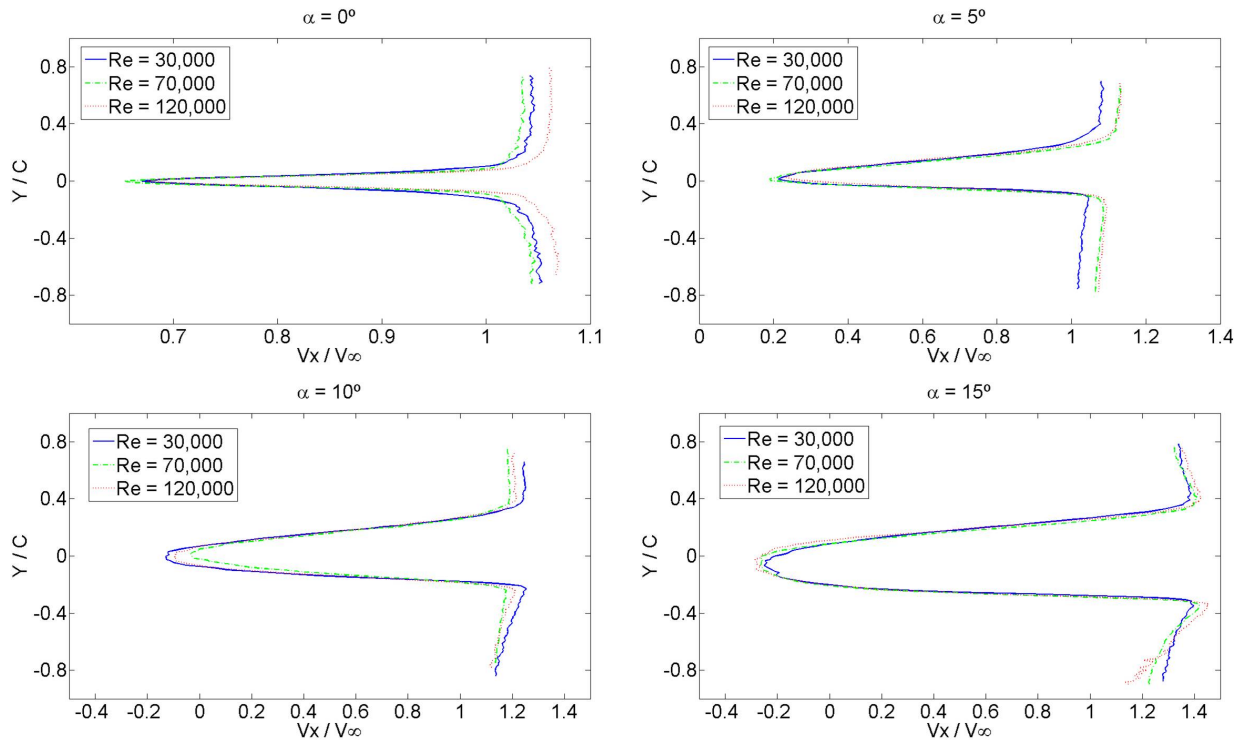 α = 0º
Re = 30,000
Re = 70,000
Re = 120,000
0.8
0.4
0
-0.4
-0.8
Y / C
0.7 0.8 0.9 1 1.1
Vx / V∞
α = 5º
Re = 30,000
Re = 70,000
Re = 120,000
0.8
0.4
0
-0.4
-0.8
Y / C
0 0.2 0.4 0.6 0.8 1 1.2 1.4
Vx / V∞
α = 10º
Re = 30,000
Re = 70,000
Re = 120,000
0.8
0.4
0
-0.4
-0.8
Y / C
-0.4 -0.2 0 0.2 0.4 0.6 0.8 1 1.2 1.4
Vx / V∞
α = 15º
Re = 30,000
Re = 70,000
Re = 120,000
0.8
0.4
0
-0.4
-0.8
Y / C
-0.4 -0.2 0 0.2 0.4 0.6 0.8 1 1.2 1.4
Vx / V∞